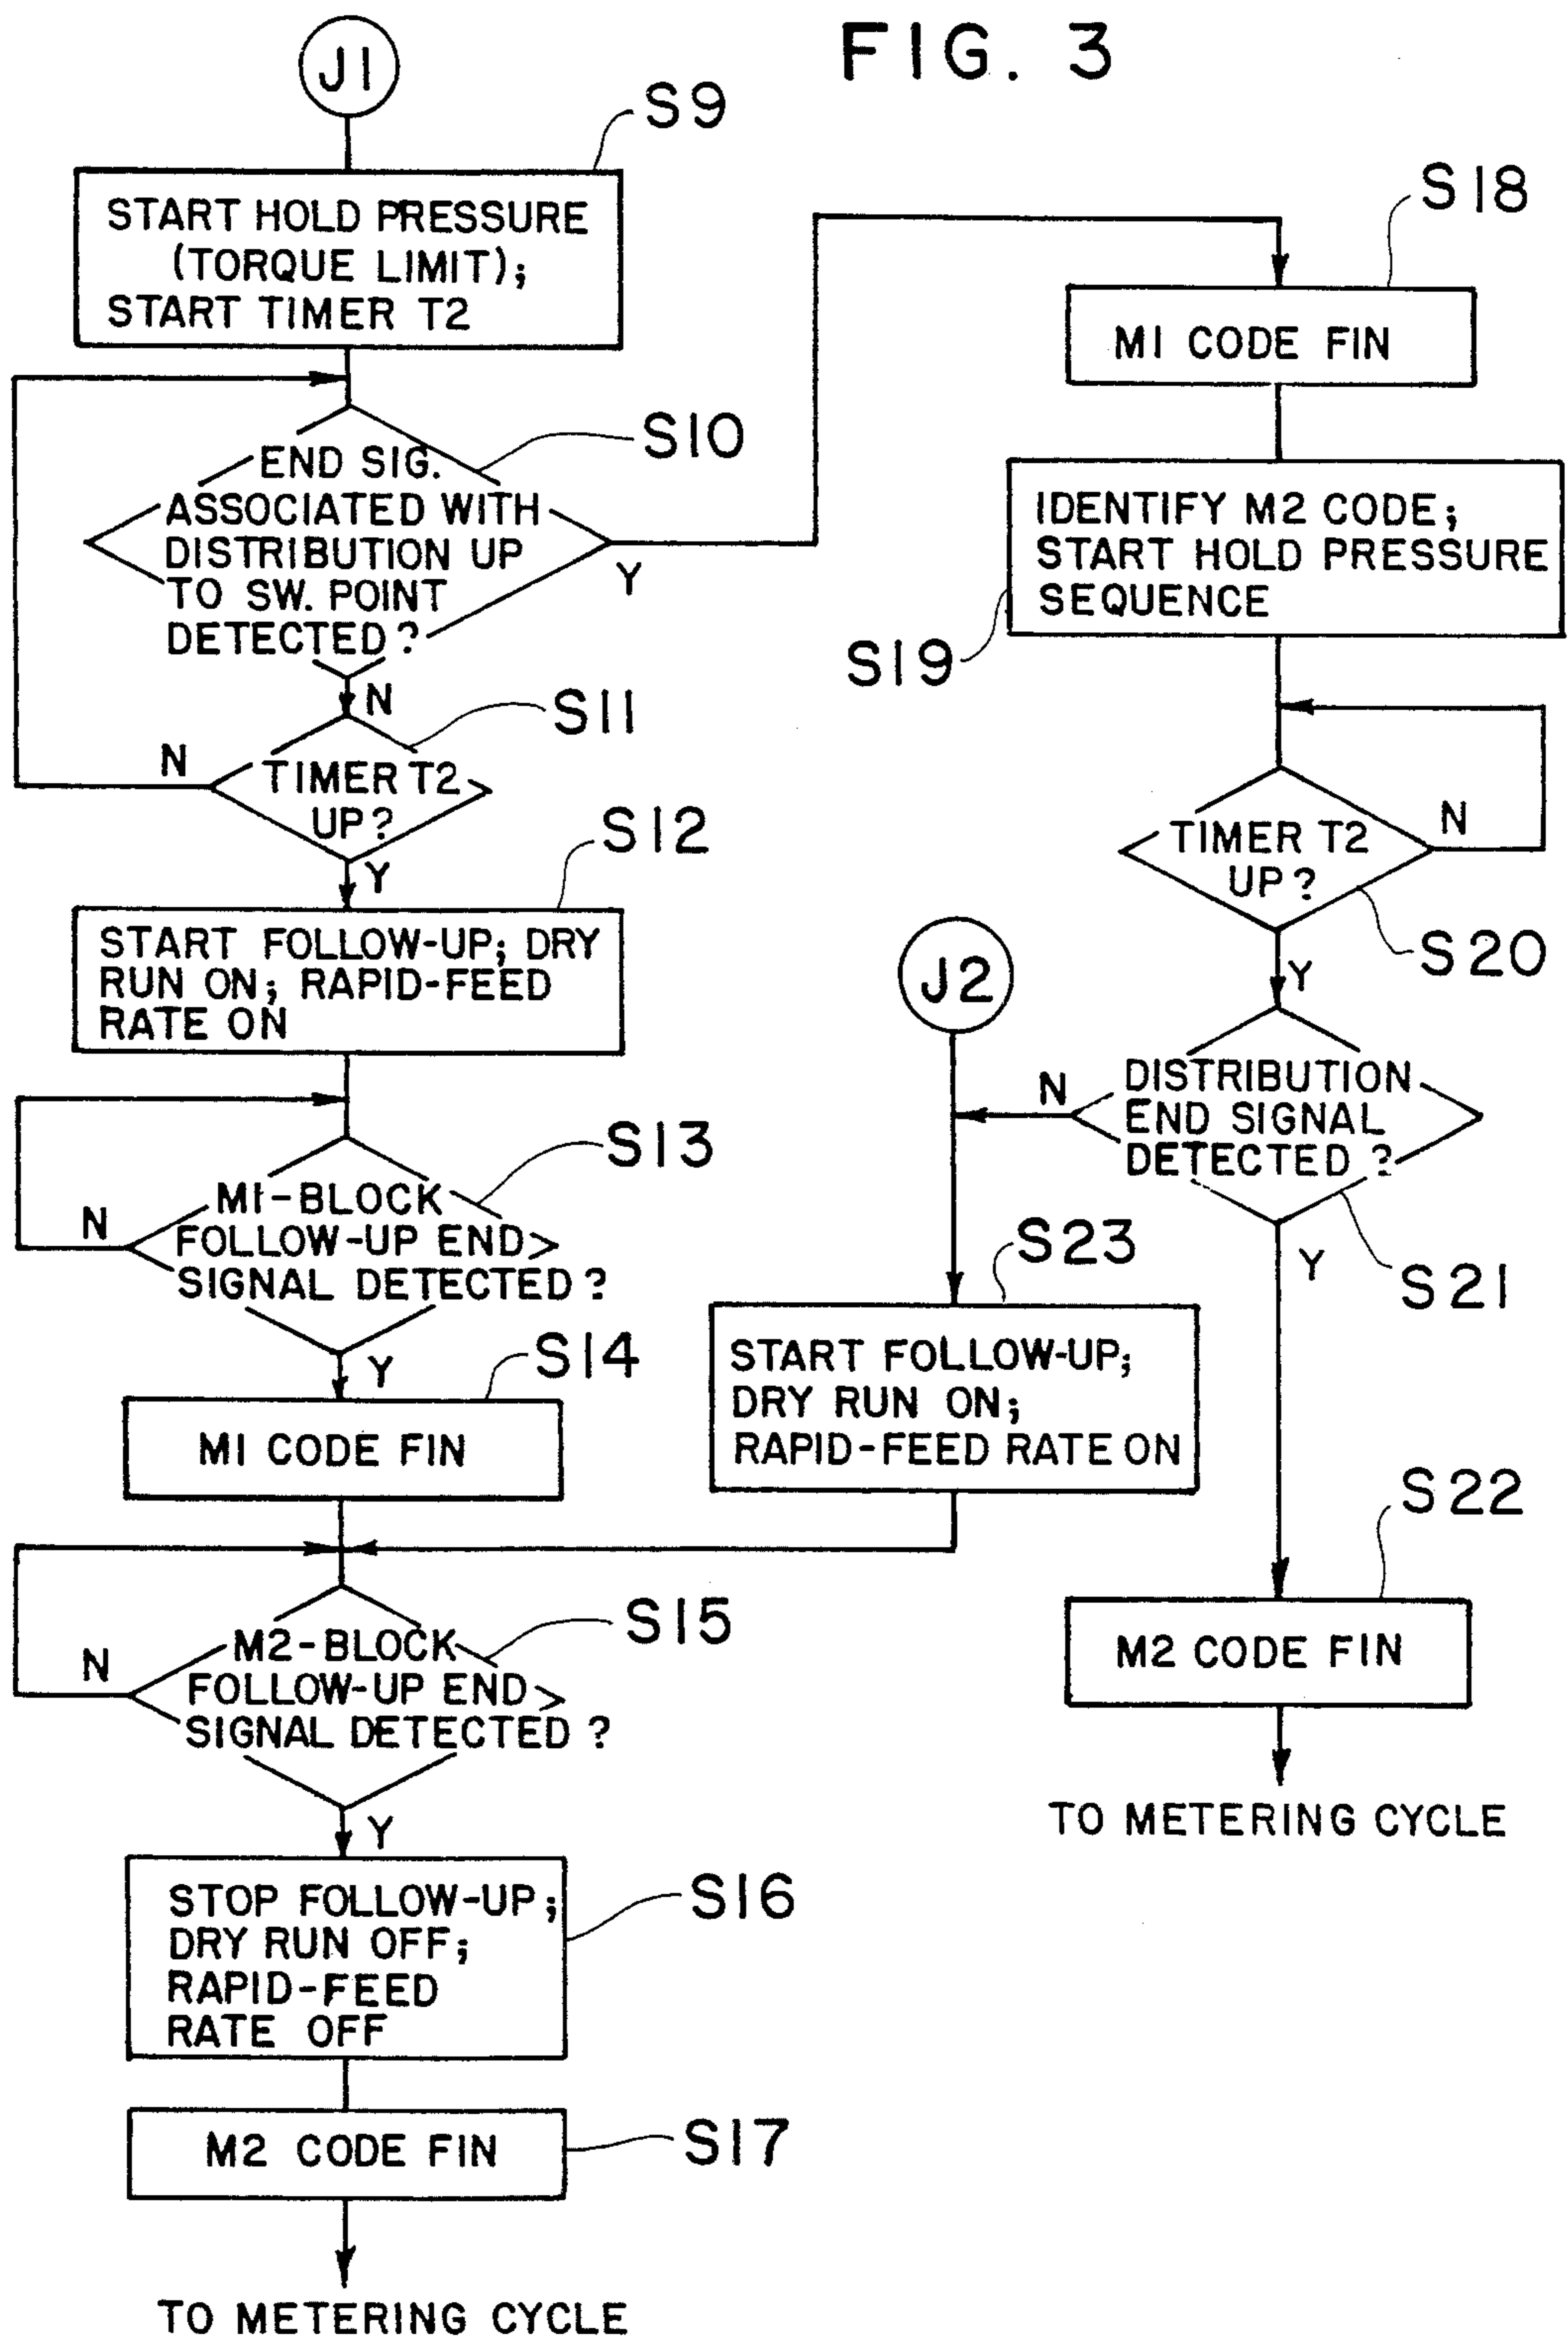 FIG. 3
J1
S9
START HOLD PRESSURE
(TORQUE LIMIT);
START TIMER T2
S10
END SIG.
ASSOCIATED WITH
DISTRIBUTION UP
TO SW. POINT
DETECTED?
Y
N
S11
TIMER T2
UP?
N
Y
S12
START FOLLOW-UP; DRY
RUN ON; RAPID-FEED
RATE ON
S13
M1-BLOCK
FOLLOW-UP END
SIGNAL DETECTED?
N
Y
S14
M1 CODE FIN
S15
M2-BLOCK
FOLLOW-UP END
SIGNAL DETECTED?
N
Y
S16
STOP FOLLOW-UP;
DRY RUN OFF;
RAPID-FEED
RATE OFF
S17
M2 CODE FIN
TO METERING CYCLE
S18
M1 CODE FIN
S19
IDENTIFY M2 CODE;
START HOLD PRESSURE
SEQUENCE
S20
TIMER T2
UP?
N
Y
J2
S21
DISTRIBUTION
END SIGNAL
DETECTED?
N
Y
S23
START FOLLOW-UP;
DRY RUN ON;
RAPID-FEED RATE ON
S22
M2 CODE FIN
TO METERING CYCLE